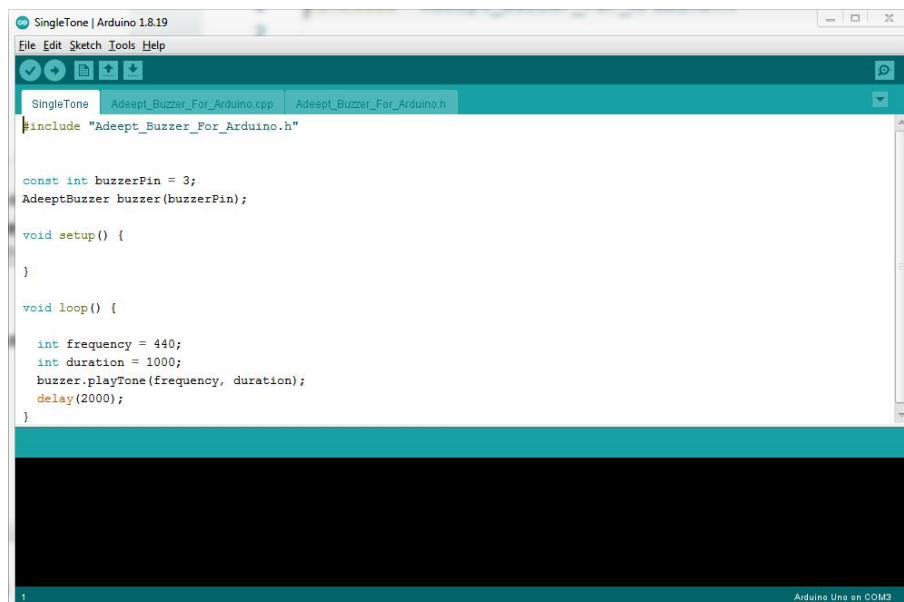 SingleTone | Arduino 1.8.19
File Edit Sketch Tools Help
SingleTone Adeept_Buzzer_For_Arduino.cpp Adeept_Buzzer_For_Arduino.h
#include "Adeept_Buzzer_For_Arduino.h"
const int buzzerPin = 3;
AdeeptBuzzer buzzer(buzzerPin);
void setup() {
}
void loop() {
int frequency = 440;
int duration = 1000;
buzzer.playTone(frequency, duration);
delay(2000);
}
1 Arduino Uno on COM3